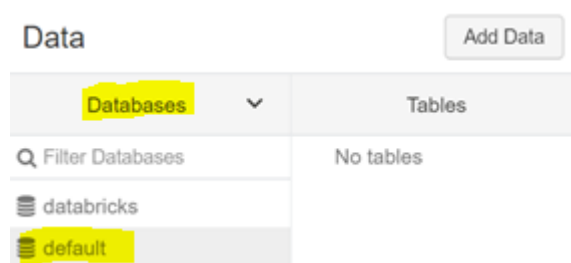 Data
Add Data
Databases
Tables
Filter Databases
No tables
databricks
default